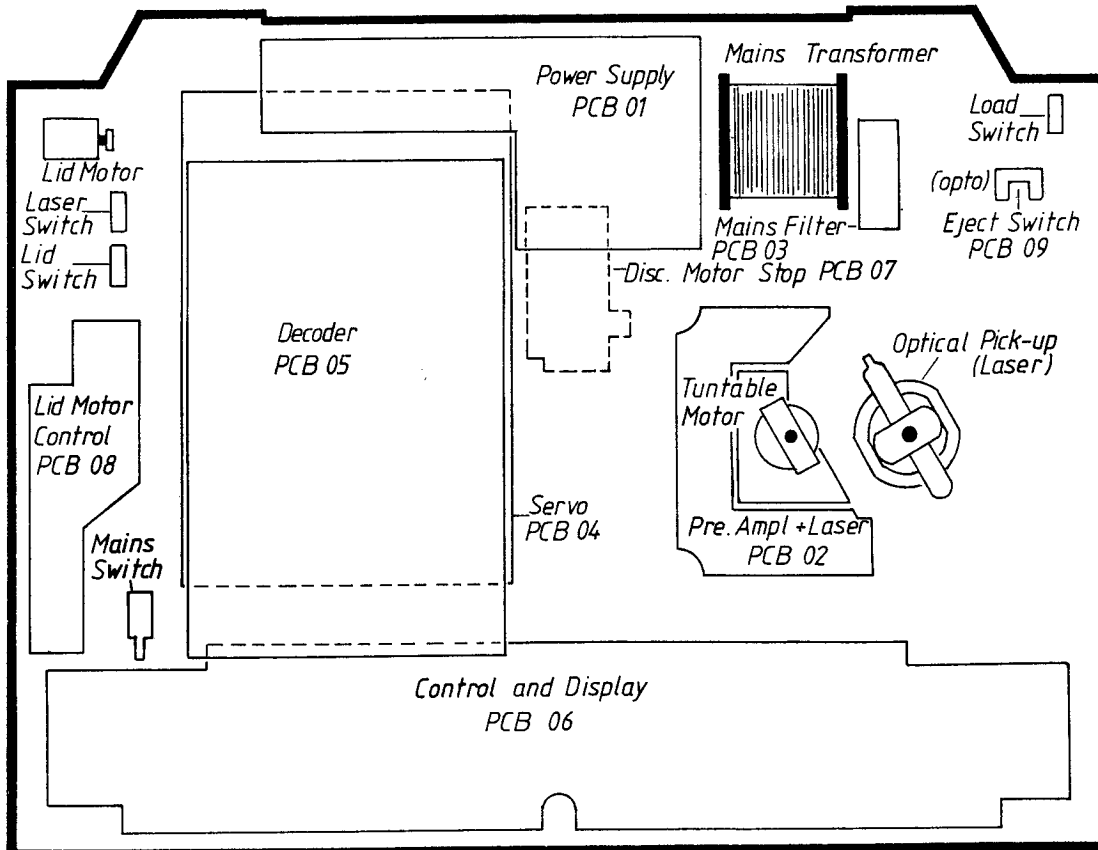 Mains Transformer
Power Supply
PCB 01
Load
Switch
Lid Motor
(opto)
Laser
Switch
Eject Switch
PCB 09
Mains Filter-
PCB 03
Lid
Switch
Disc. Motor Stop PCB 07
Decoder
PCB 05
Optical Pick-up
(Laser)
Tuntable
Motor
Lid Motor
Control
PCB 08
Servo
PCB 04
Pre. Ampl +Laser
PCB 02
Mains
Switch
Control and Display
PCB 06